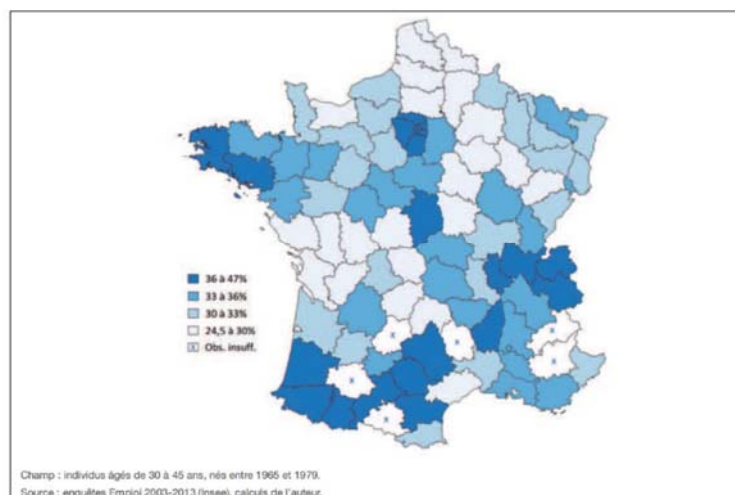 36 à 47%
33 à 36%
30 à 33%
24,5 à 30%
x Obs. insuff.
x
x
x
x
x
x
Champ : individus âgés de 30 à 45 ans, nés entre 1965 et 1979.
Source : enquêtes Emploi 2003-2013 (Insee), calculs de l'auteur.